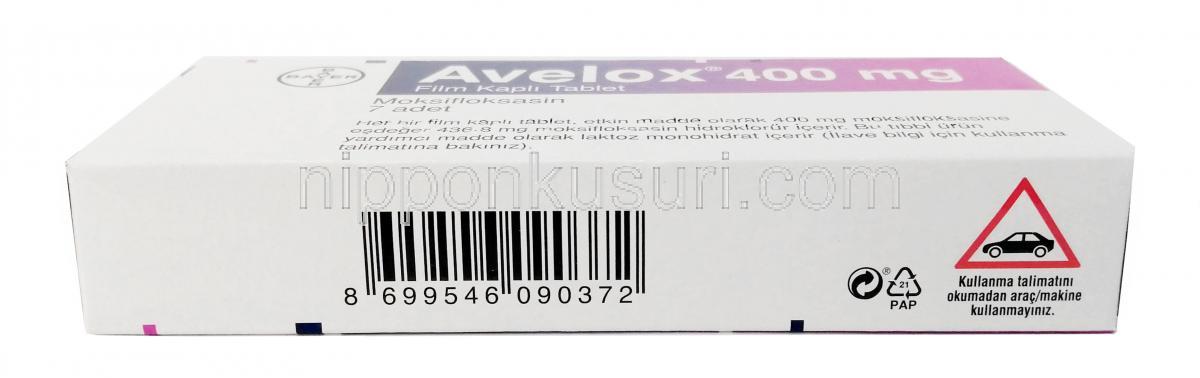 BAYER
Avelox® 400 mg
Film Kaplı Tablet
Moksifloksasin
7 adet
Her bir film kaplı tablet, etkin madde olarak 400 mg moksifloksasine
eşdeğer 436.8 mg moksifloksasin hidroklorür içerir. Bu tıbbi ürün
yardımcı madde olarak laktoz monohidrat içerir (İlave bilgi için kullanma
talimatına bakınız).
nipponkusuri.com
8 699546 090372
®
21
PAP
Kullanma talimatını
okumadan araç/makine
kullanmayınız.